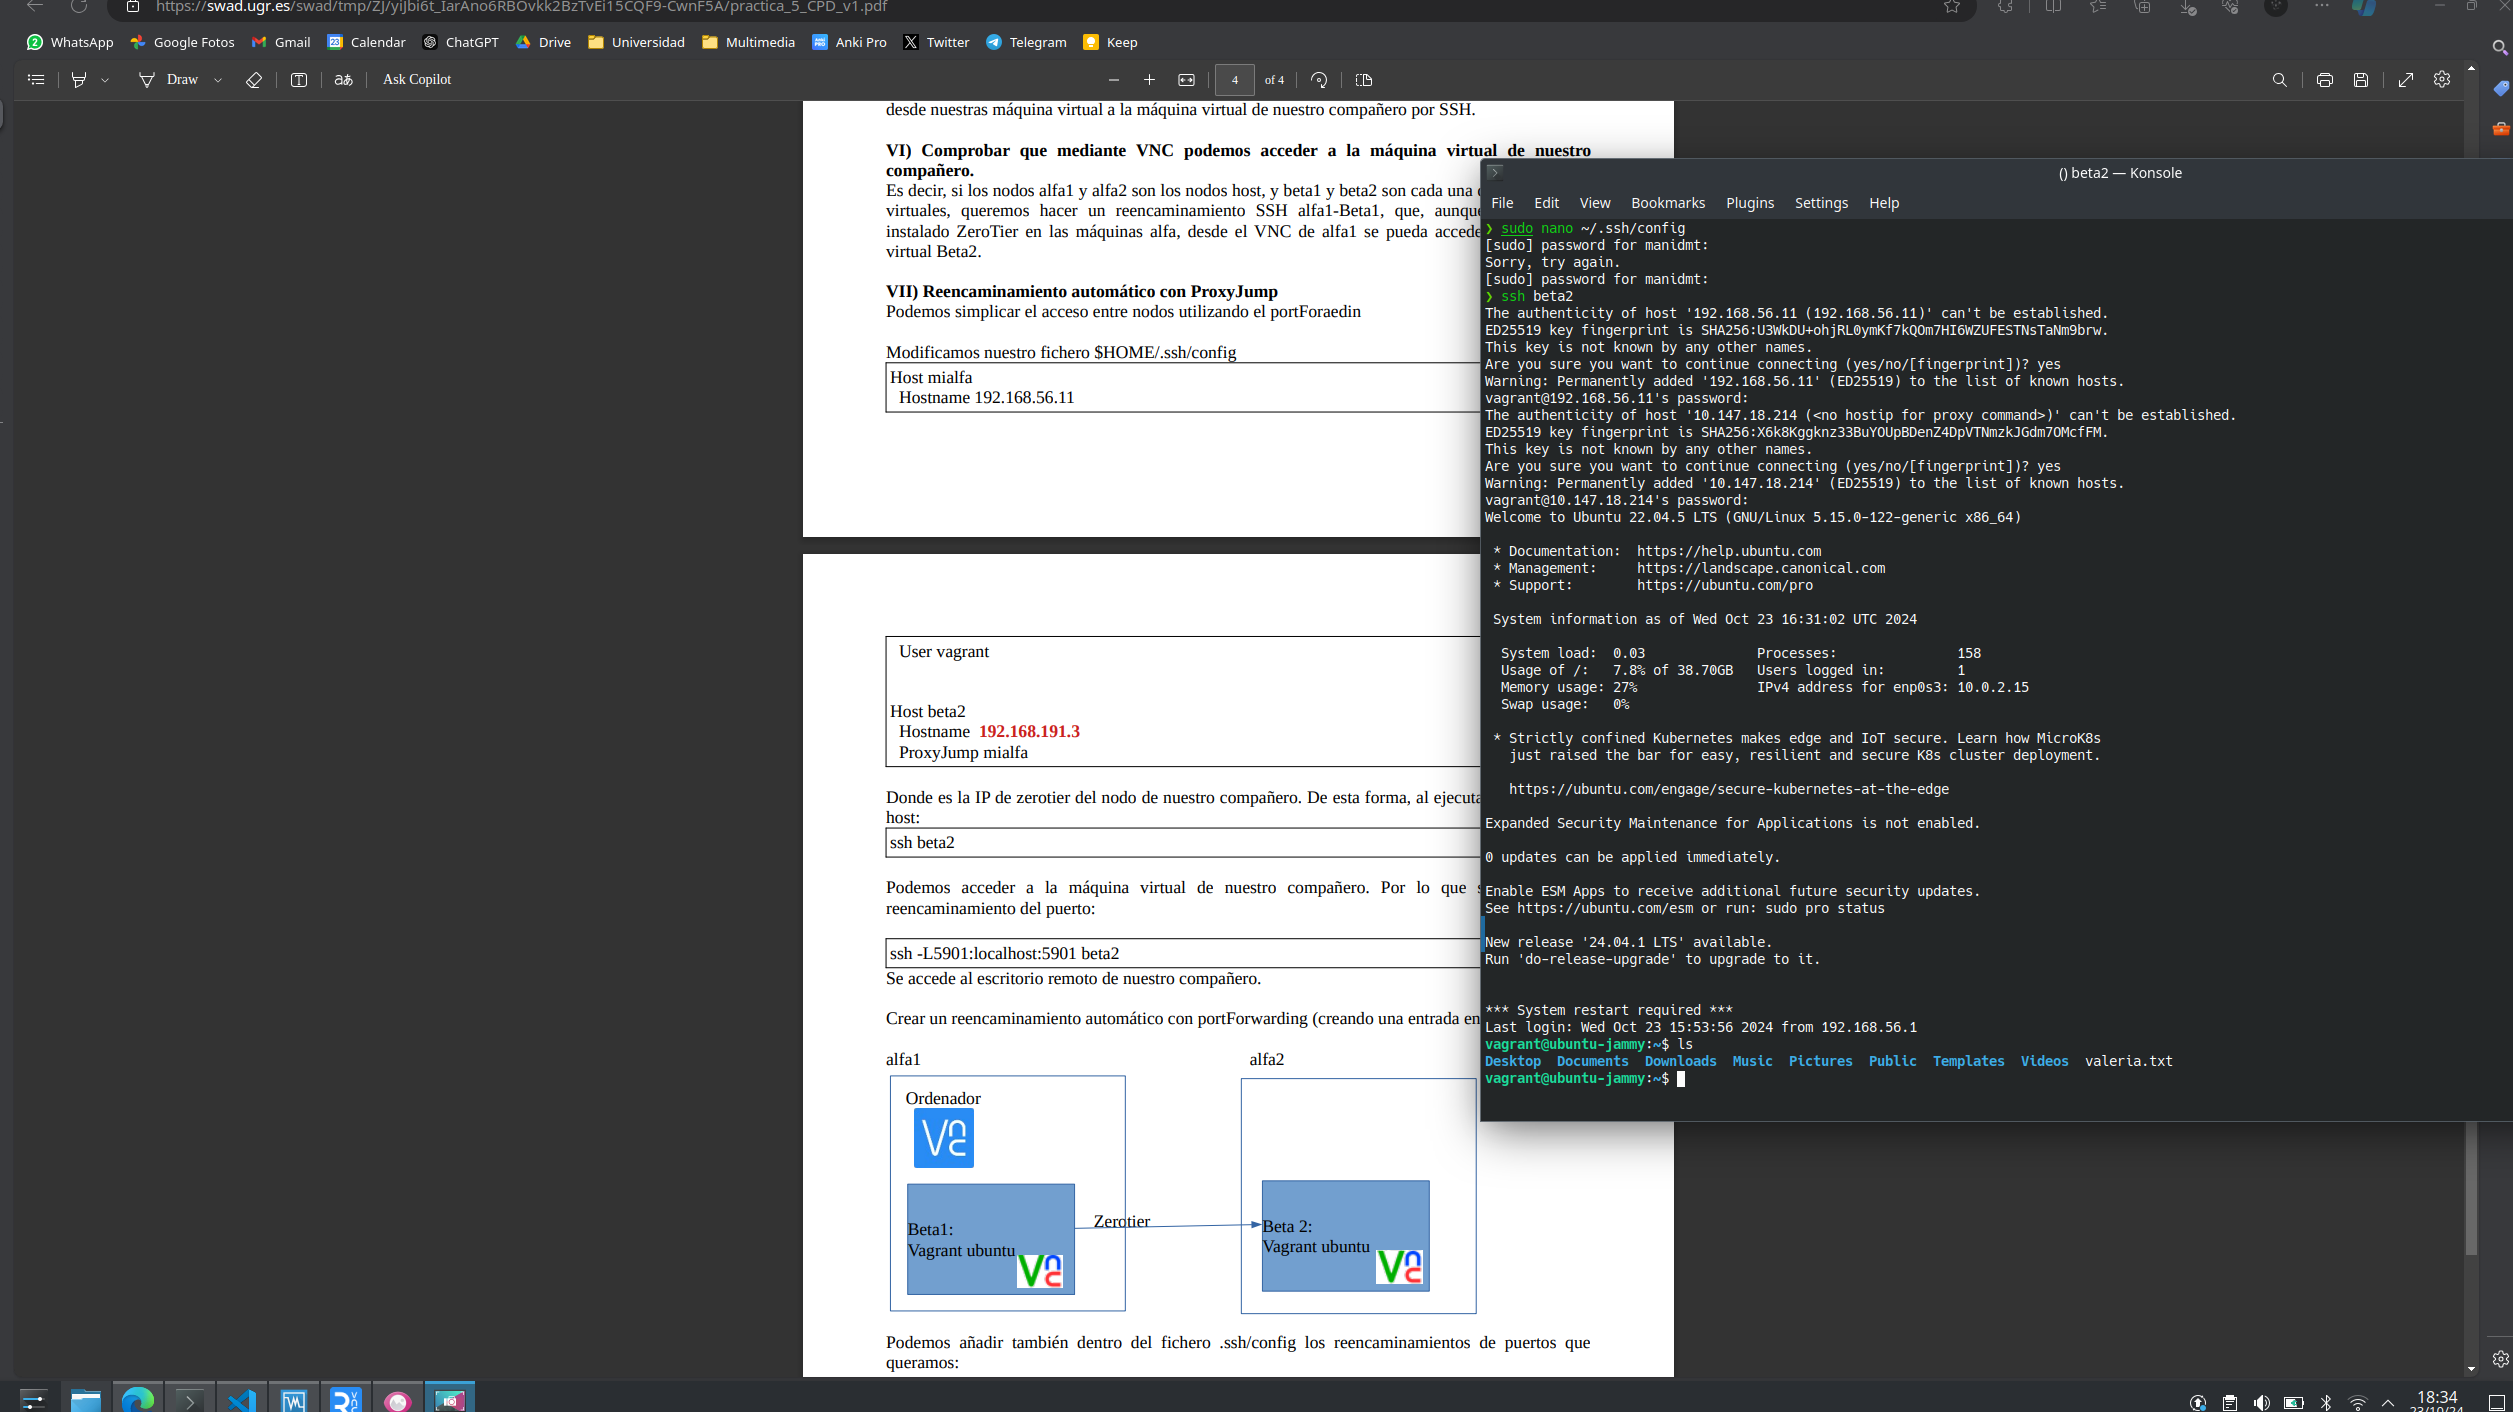 https://swad.ugr.es/swad/tmp/ZJ/yiJbi6t_IarAno6RBOvkk2BzTvEi15CQF9-CwnF5A/practica_5_CPD_v1.pdf
WhatsApp Google Fotos Gmail Calendar ChatGPT Drive Universidad Multimedia Anki Pro Twitter Telegram Keep
Draw Ask Copilot 4 of 4
desde nuestras máquina virtual a la máquina virtual de nuestro compañero por SSH.
VI) Comprobar que mediante VNC podemos acceder a la máquina virtual de nuestro
compañero.
Es decir, si los nodos alfa1 y alfa2 son los nodos host, y beta1 y beta2 son cada una
virtuales, queremos hacer un reencaminamiento SSH alfa1-Beta1, que, aunque
instalado ZeroTier en las máquinas alfa, desde el VNC de alfa1 se pueda accede
virtual Beta2.
VII) Reencaminamiento automático con ProxyJump
Podemos simplicar el acceso entre nodos utilizando el portForaedin
Modificamos nuestro fichero $HOME/.ssh/config
Host mialfa
Hostname 192.168.56.11
User vagrant
Host beta2
Hostname 192.168.191.3
ProxyJump mialfa
Donde es la IP de zerotier del nodo de nuestro compañero. De esta forma, al ejecuta
host:
ssh beta2
Podemos acceder a la máquina virtual de nuestro compañero. Por lo que
reencaminamiento del puerto:
ssh -L5901:localhost:5901 beta2
Se accede al escritorio remoto de nuestro compañero.
Crear un reencaminamiento automático con portForwarding (creando una entrada en
alfa1 alfa2
Ordenador
Vnc
Zerotier
Beta1:
Vagrant ubuntu
Vnc
Beta 2:
Vagrant ubuntu
Vnc
Podemos añadir también dentro del fichero .ssh/config los reencaminamientos de puertos que
queramos:
() beta2 — Konsole
File Edit View Bookmarks Plugins Settings Help
❯ sudo nano ~/.ssh/config
[sudo] password for manidmt:
Sorry, try again.
[sudo] password for manidmt:
❯ ssh beta2
The authenticity of host '192.168.56.11 (192.168.56.11)' can't be established.
ED25519 key fingerprint is SHA256:U3WkDU+ohjRL0ymKf7kQOm7HI6WZUFESTNsTaNm9brw.
This key is not known by any other names.
Are you sure you want to continue connecting (yes/no/[fingerprint])? yes
Warning: Permanently added '192.168.56.11' (ED25519) to the list of known hosts.
vagrant@192.168.56.11's password:
The authenticity of host '10.147.18.214 (<no hostip for proxy command>)' can't be established.
ED25519 key fingerprint is SHA256:X6k8Kggknz33BuYOUpBDenZ4DpVTNmzkJGdm7OMcfFM.
This key is not known by any other names.
Are you sure you want to continue connecting (yes/no/[fingerprint])? yes
Warning: Permanently added '10.147.18.214' (ED25519) to the list of known hosts.
vagrant@10.147.18.214's password:
Welcome to Ubuntu 22.04.5 LTS (GNU/Linux 5.15.0-122-generic x86_64)
* Documentation: https://help.ubuntu.com
* Management: https://landscape.canonical.com
* Support: https://ubuntu.com/pro
System information as of Wed Oct 23 16:31:02 UTC 2024
System load: 0.03 Processes: 158
Usage of /: 7.8% of 38.70GB Users logged in: 1
Memory usage: 27% IPv4 address for enp0s3: 10.0.2.15
Swap usage: 0%
* Strictly confined Kubernetes makes edge and IoT secure. Learn how MicroK8s
just raised the bar for easy, resilient and secure K8s cluster deployment.
https://ubuntu.com/engage/secure-kubernetes-at-the-edge
Expanded Security Maintenance for Applications is not enabled.
0 updates can be applied immediately.
Enable ESM Apps to receive additional future security updates.
See https://ubuntu.com/esm or run: sudo pro status
New release '24.04.1 LTS' available.
Run 'do-release-upgrade' to upgrade to it.
*** System restart required ***
Last login: Wed Oct 23 15:53:56 2024 from 192.168.56.1
vagrant@ubuntu-jammy:~$ ls
Desktop Documents Downloads Music Pictures Public Templates Videos valeria.txt
vagrant@ubuntu-jammy:~$
18:34
23/10/24